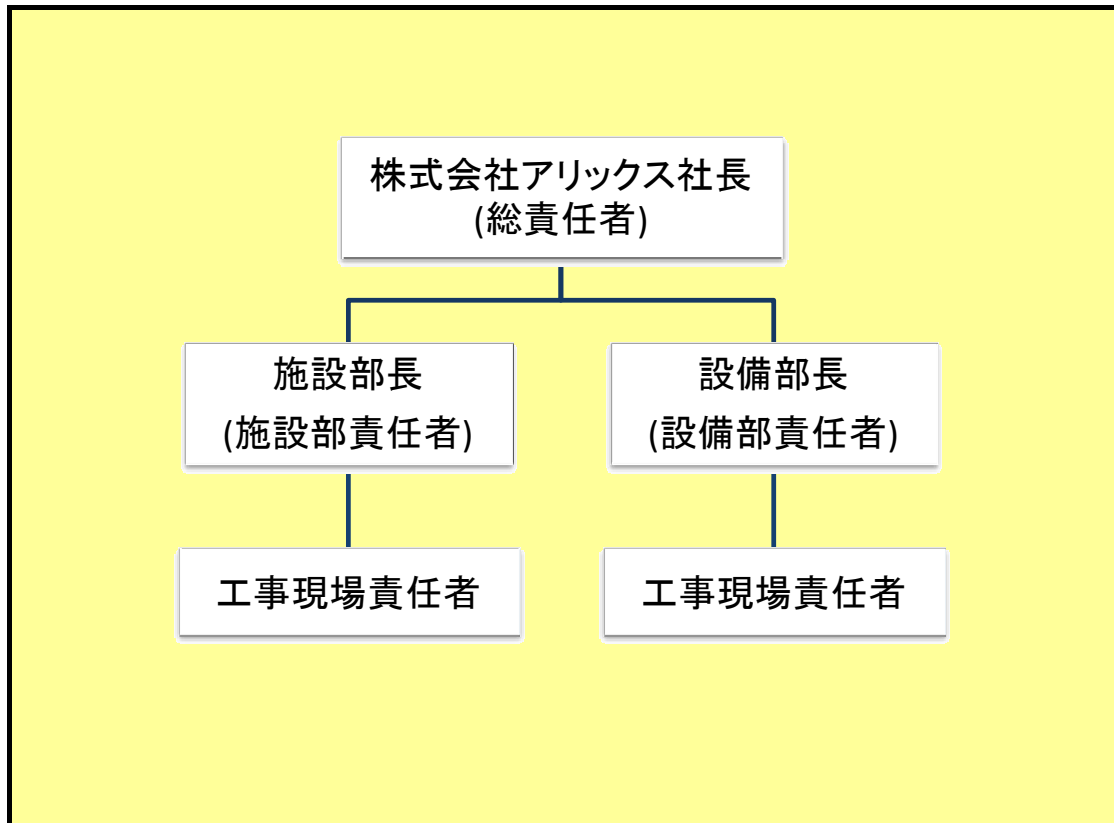 株式会社アリックス社長
(総責任者)
施設部長
(施設部責任者)
設備部長
(設備部責任者)
工事現場責任者
工事現場責任者